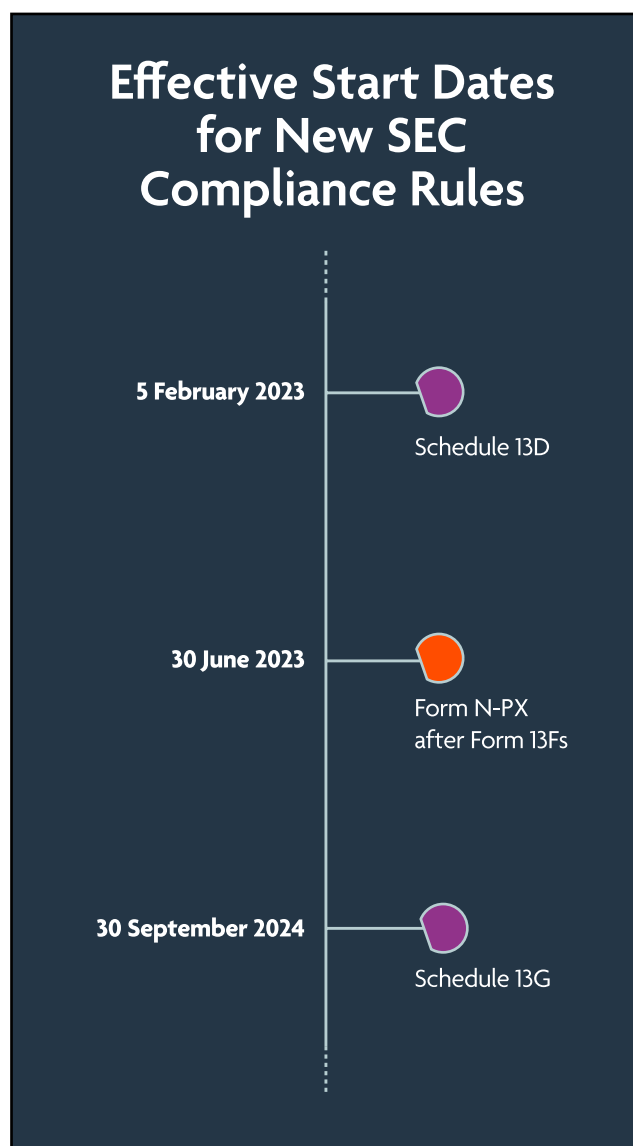 Effective Start Dates
for New SEC
Compliance Rules
5 February 2023
Schedule 13D
30 June 2023
Form N-PX
after Form 13Fs
30 September 2024
Schedule 13G